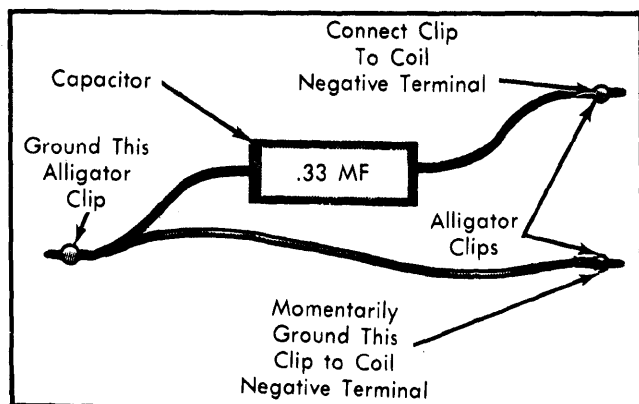 Connect Clip
To Coil
Negative Terminal
Capacitor
Ground This
Alligator
Clip
.33 MF
Alligator
Clips
Momentarily
Ground This
Clip to Coil
Negative Terminal